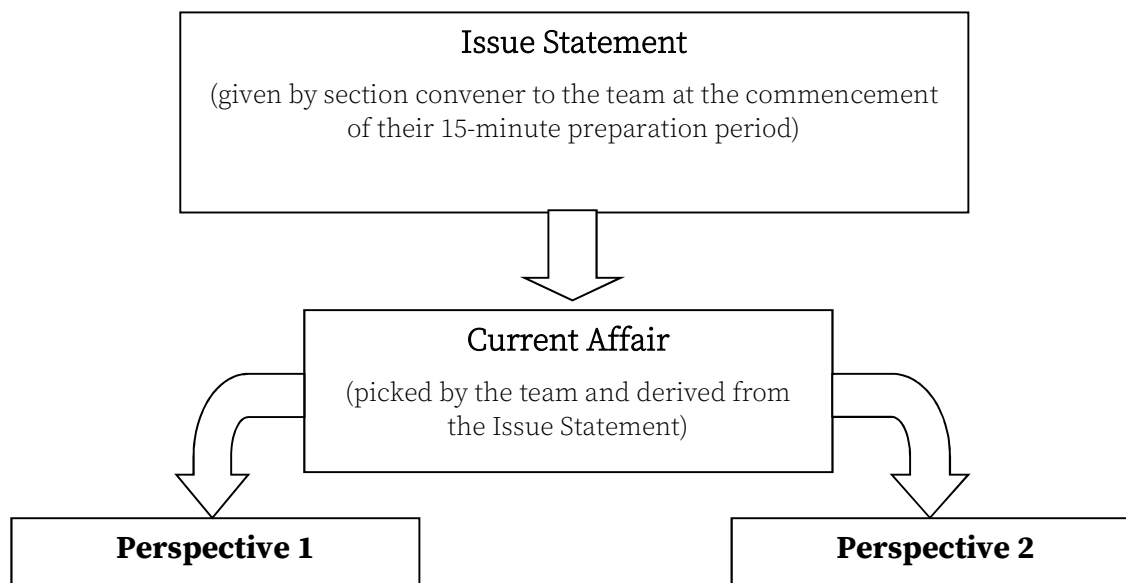 Issue Statement
(given by section convener to the team at the commencement
of their 15-minute preparation period)
Current Affair
(picked by the team and derived from
the Issue Statement)
Perspective 1
Perspective 2